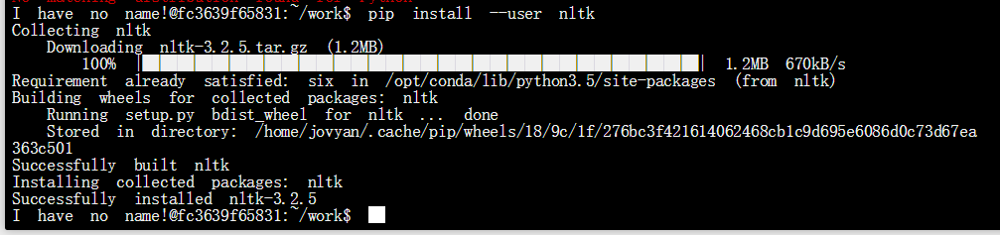 I have no name!@fc3639f65831:~/work$ pip install --user nltk
Collecting nltk
Downloading nltk-3.2.5.tar.gz (1.2MB)
100% 1.2MB 670kB/s
Requirement already satisfied: six in /opt/conda/lib/python3.5/site-packages (from nltk)
Building wheels for collected packages: nltk
Running setup.py bdist_wheel for nltk ... done
Stored in directory: /home/jovyan/.cache/pip/wheels/18/9c/1f/276bc3f421614062468cb1c9d695e6086d0c73d67ea
363c501
Successfully built nltk
Installing collected packages: nltk
Successfully installed nltk-3.2.5
I have no name!@fc3639f65831:~/work$